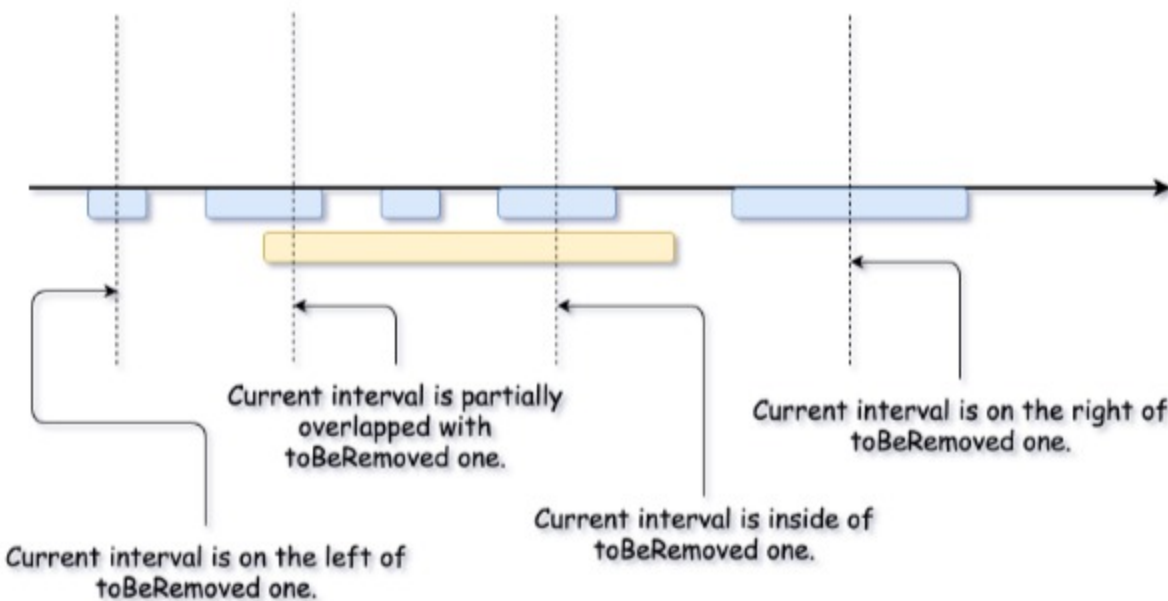 Current interval is partially
overlapped with
toBeRemoved one.
Current interval is on the right of
toBeRemoved one.
Current interval is inside of
toBeRemoved one.
Current interval is on the left of
toBeRemoved one.